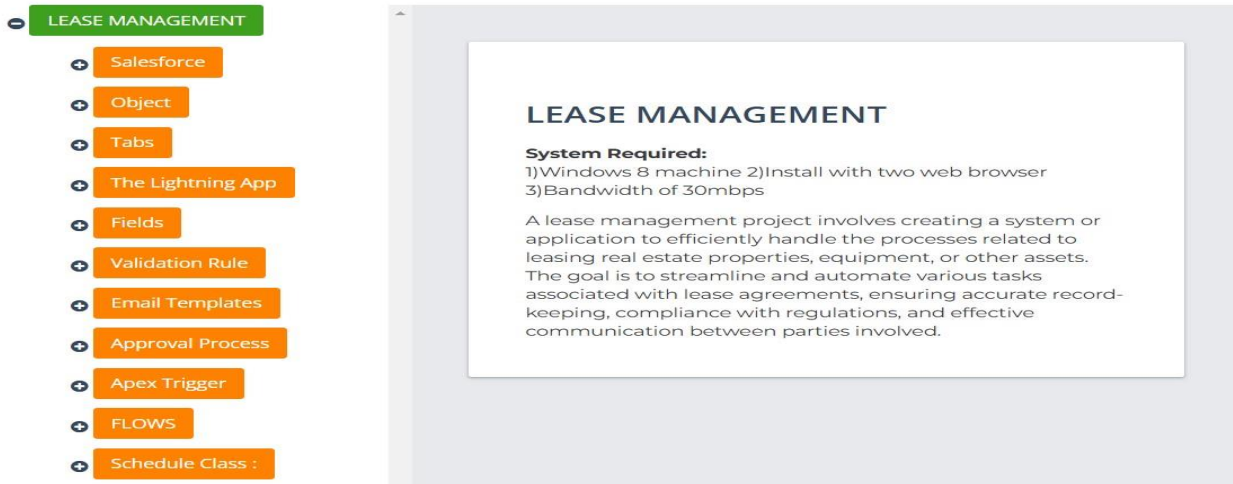 LEASE MANAGEMENT
Salesforce
Object
Tabs
The Lightning App
Fields
Validation Rule
Email Templates
Approval Process
Apex Trigger
FLOWS
Schedule Class :
LEASE MANAGEMENT
System Required:
1)Windows 8 machine 2)Install with two web browser
3)Bandwidth of 30mbps
A lease management project involves creating a system or
application to efficiently handle the processes related to
leasing real estate properties, equipment, or other assets.
The goal is to streamline and automate various tasks
associated with lease agreements, ensuring accurate record-
keeping, compliance with regulations, and effective
communication between parties involved.